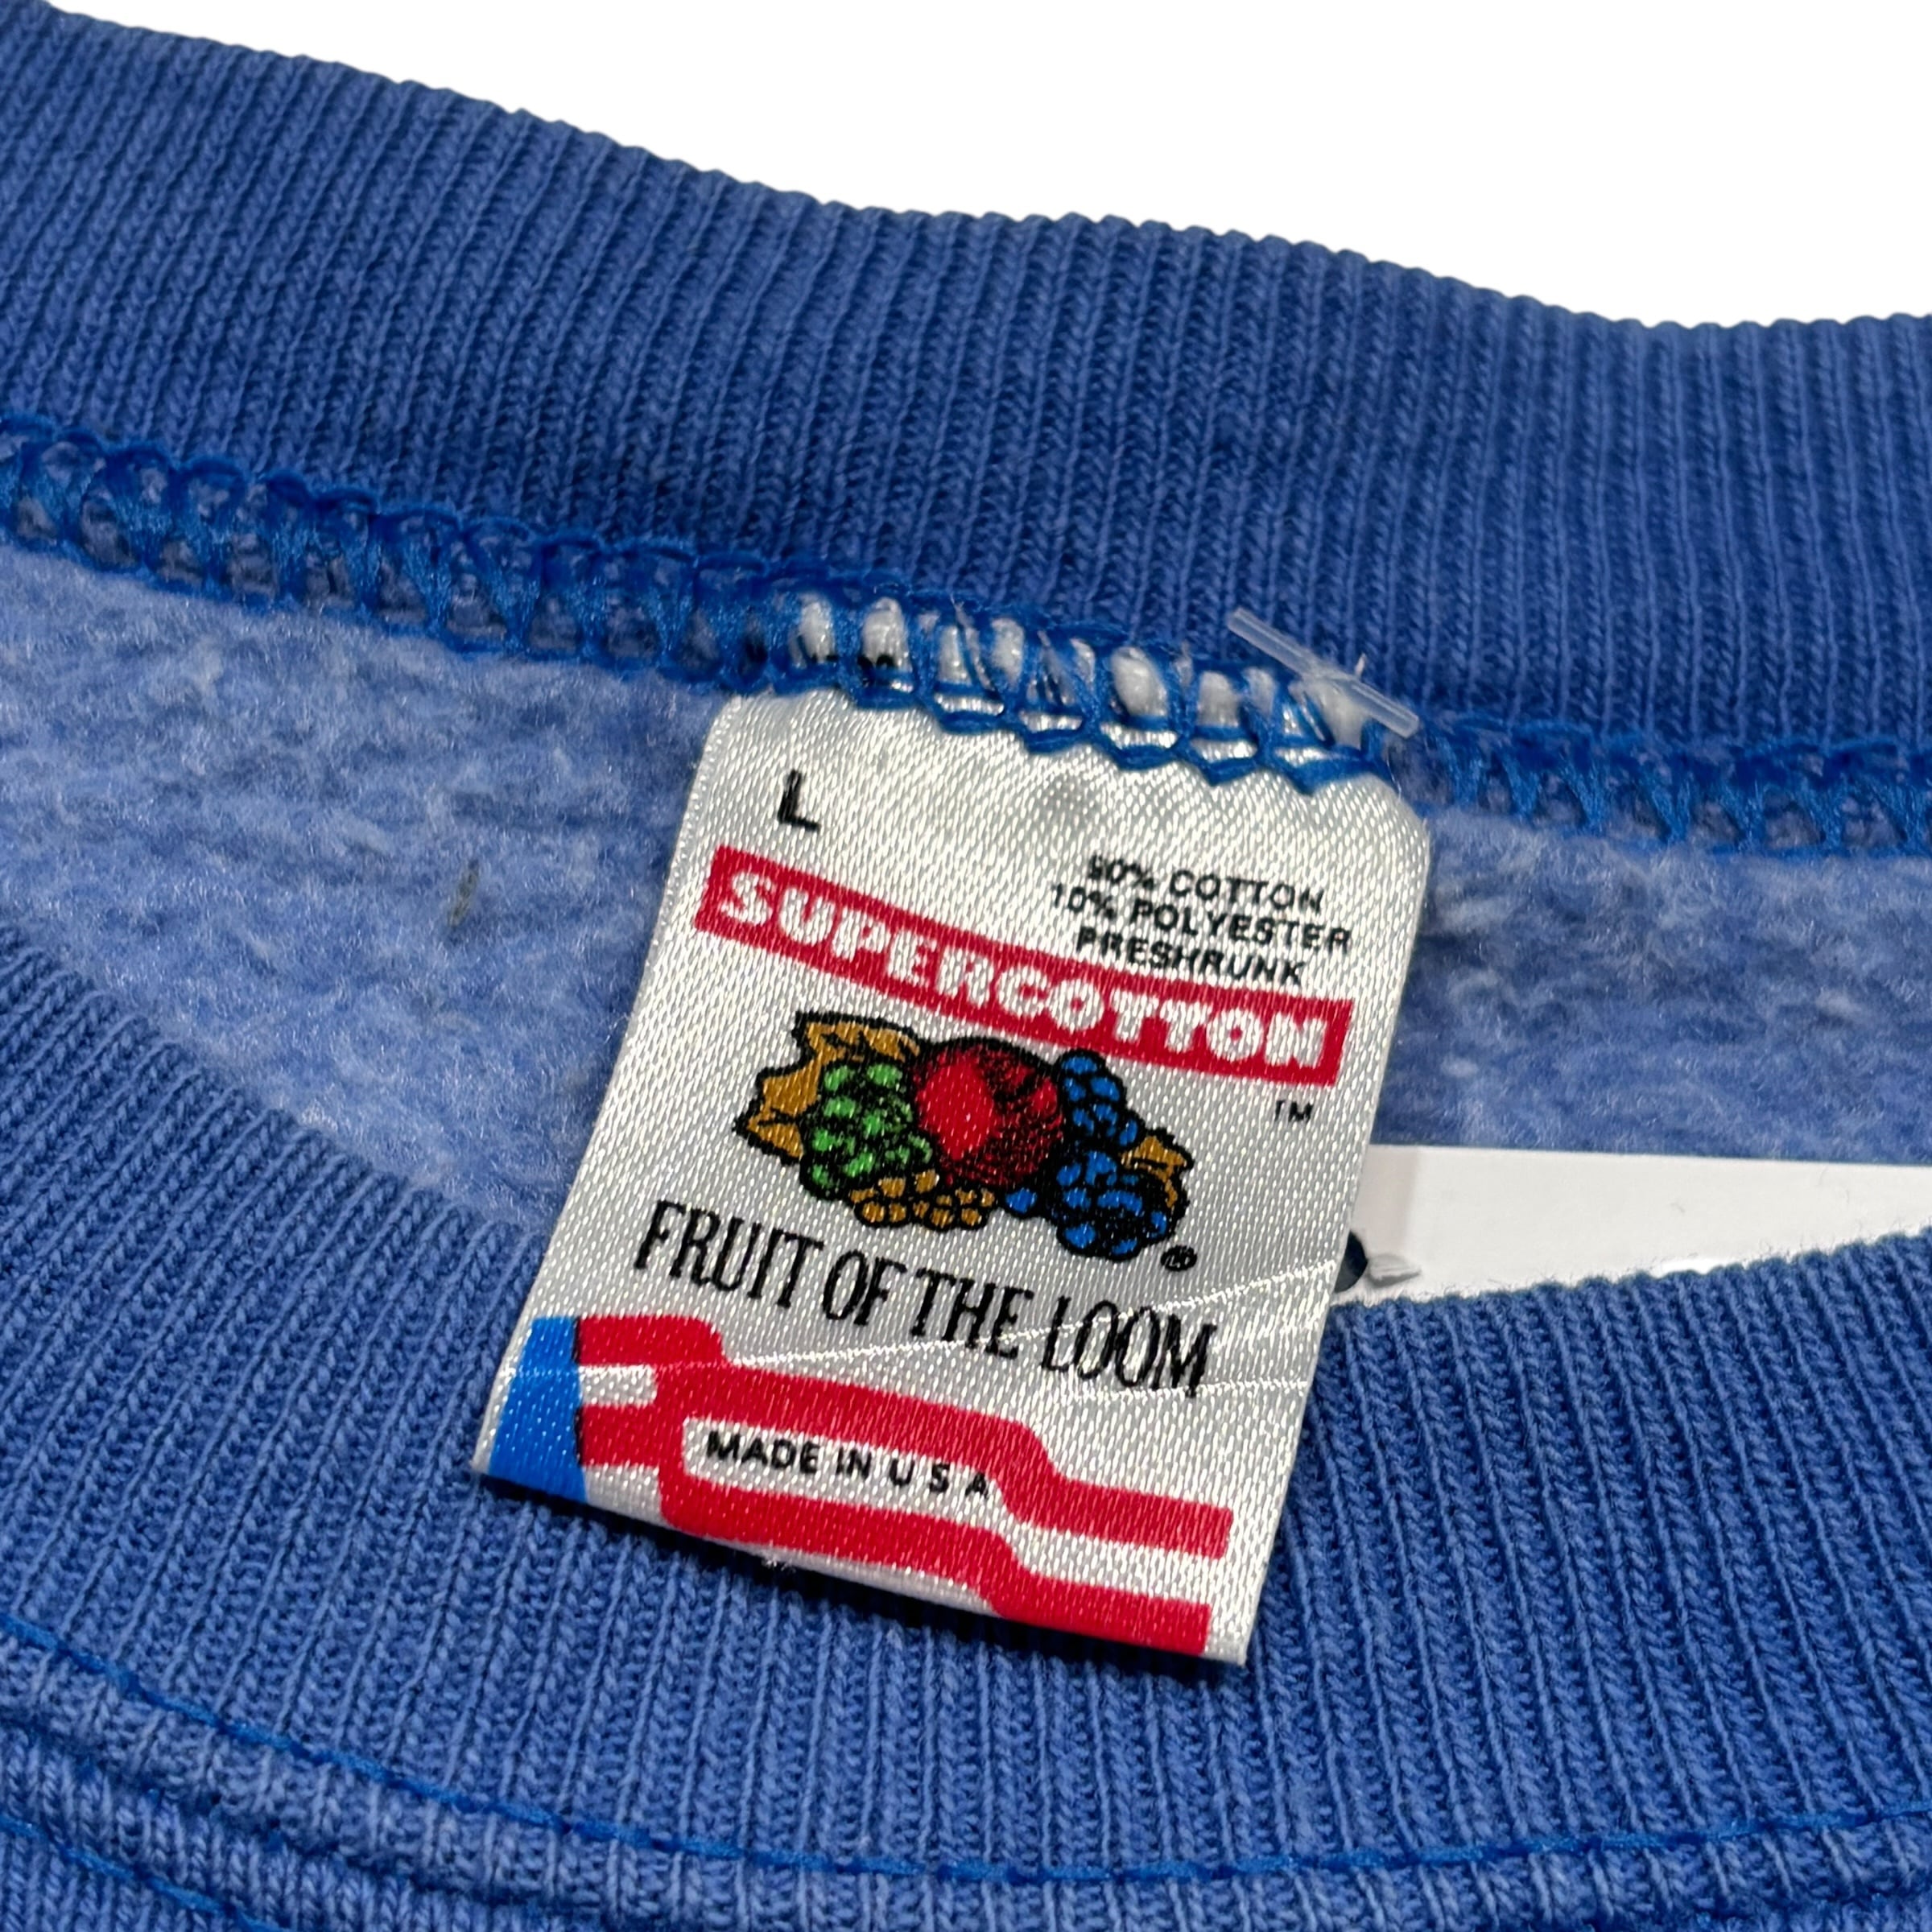 L
90% COTTON
10% POLYESTER
PRESHRUNK
SUPERCOTTON
TM
®
FRUIT OF THE LOOM
MADE IN U S A